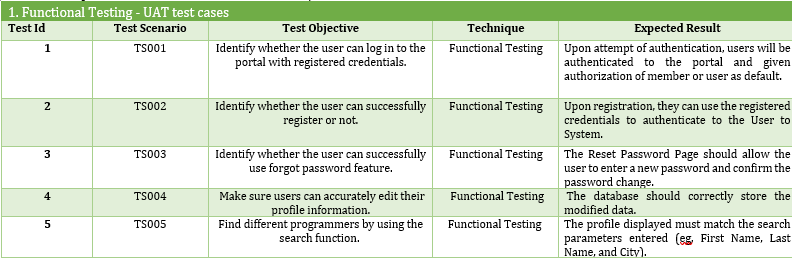 1. Functional Testing - UAT test cases
Test Id Test Scenario Test Objective Technique Expected Result
1 TS001 Identify whether the user can log in to the Functional Testing Upon attempt of authentication, users will be
portal with registered credentials. authenticated to the portal and given
authorization of member or user as default.
2 TS002 Identify whether the user can successfully Functional Testing Upon registration, they can use the registered
register or not. credentials to authenticate to the User to
System.
3 TS003 Identify whether the user can successfully Functional Testing The Reset Password Page should allow the
use forgot password feature. user to enter a new password and confirm the
password change.
4 TS004 Make sure users can accurately edit their Functional Testing The database should correctly store the
profile information. modified data.
5 TS005 Find different programmers by using the Functional Testing The profile displayed must match the search
search function. parameters entered (eg, First Name, Last
Name, and City).